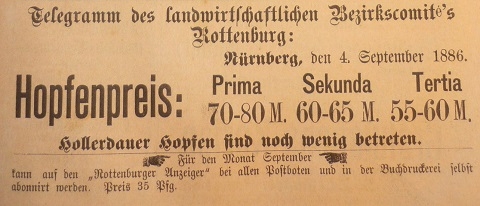 Telegramm des landwirtschaftlichen Bezirkscomité's
Rottenburg:
Nürnberg, den 4. September 1886.
Hopfenpreis:
Prima Sekunda Tertia
70-80 M. 60-65 M. 55-60 M.
Hollerdauer Hopfen sind noch wenig betreten.
Für den Monat September
kann auf den „Rottenburger Anzeiger" bei allen Postboten und in der Buchdruckerei selbst
abonnirt werden. Preis 35 Pfg.